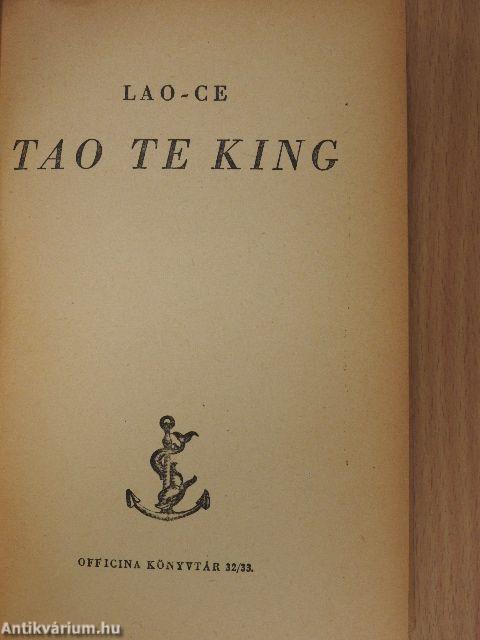 LAO-CE
TAO TE KING
OFFICINA KÖNYVTÁR 32/33.
Antikvárium.hu